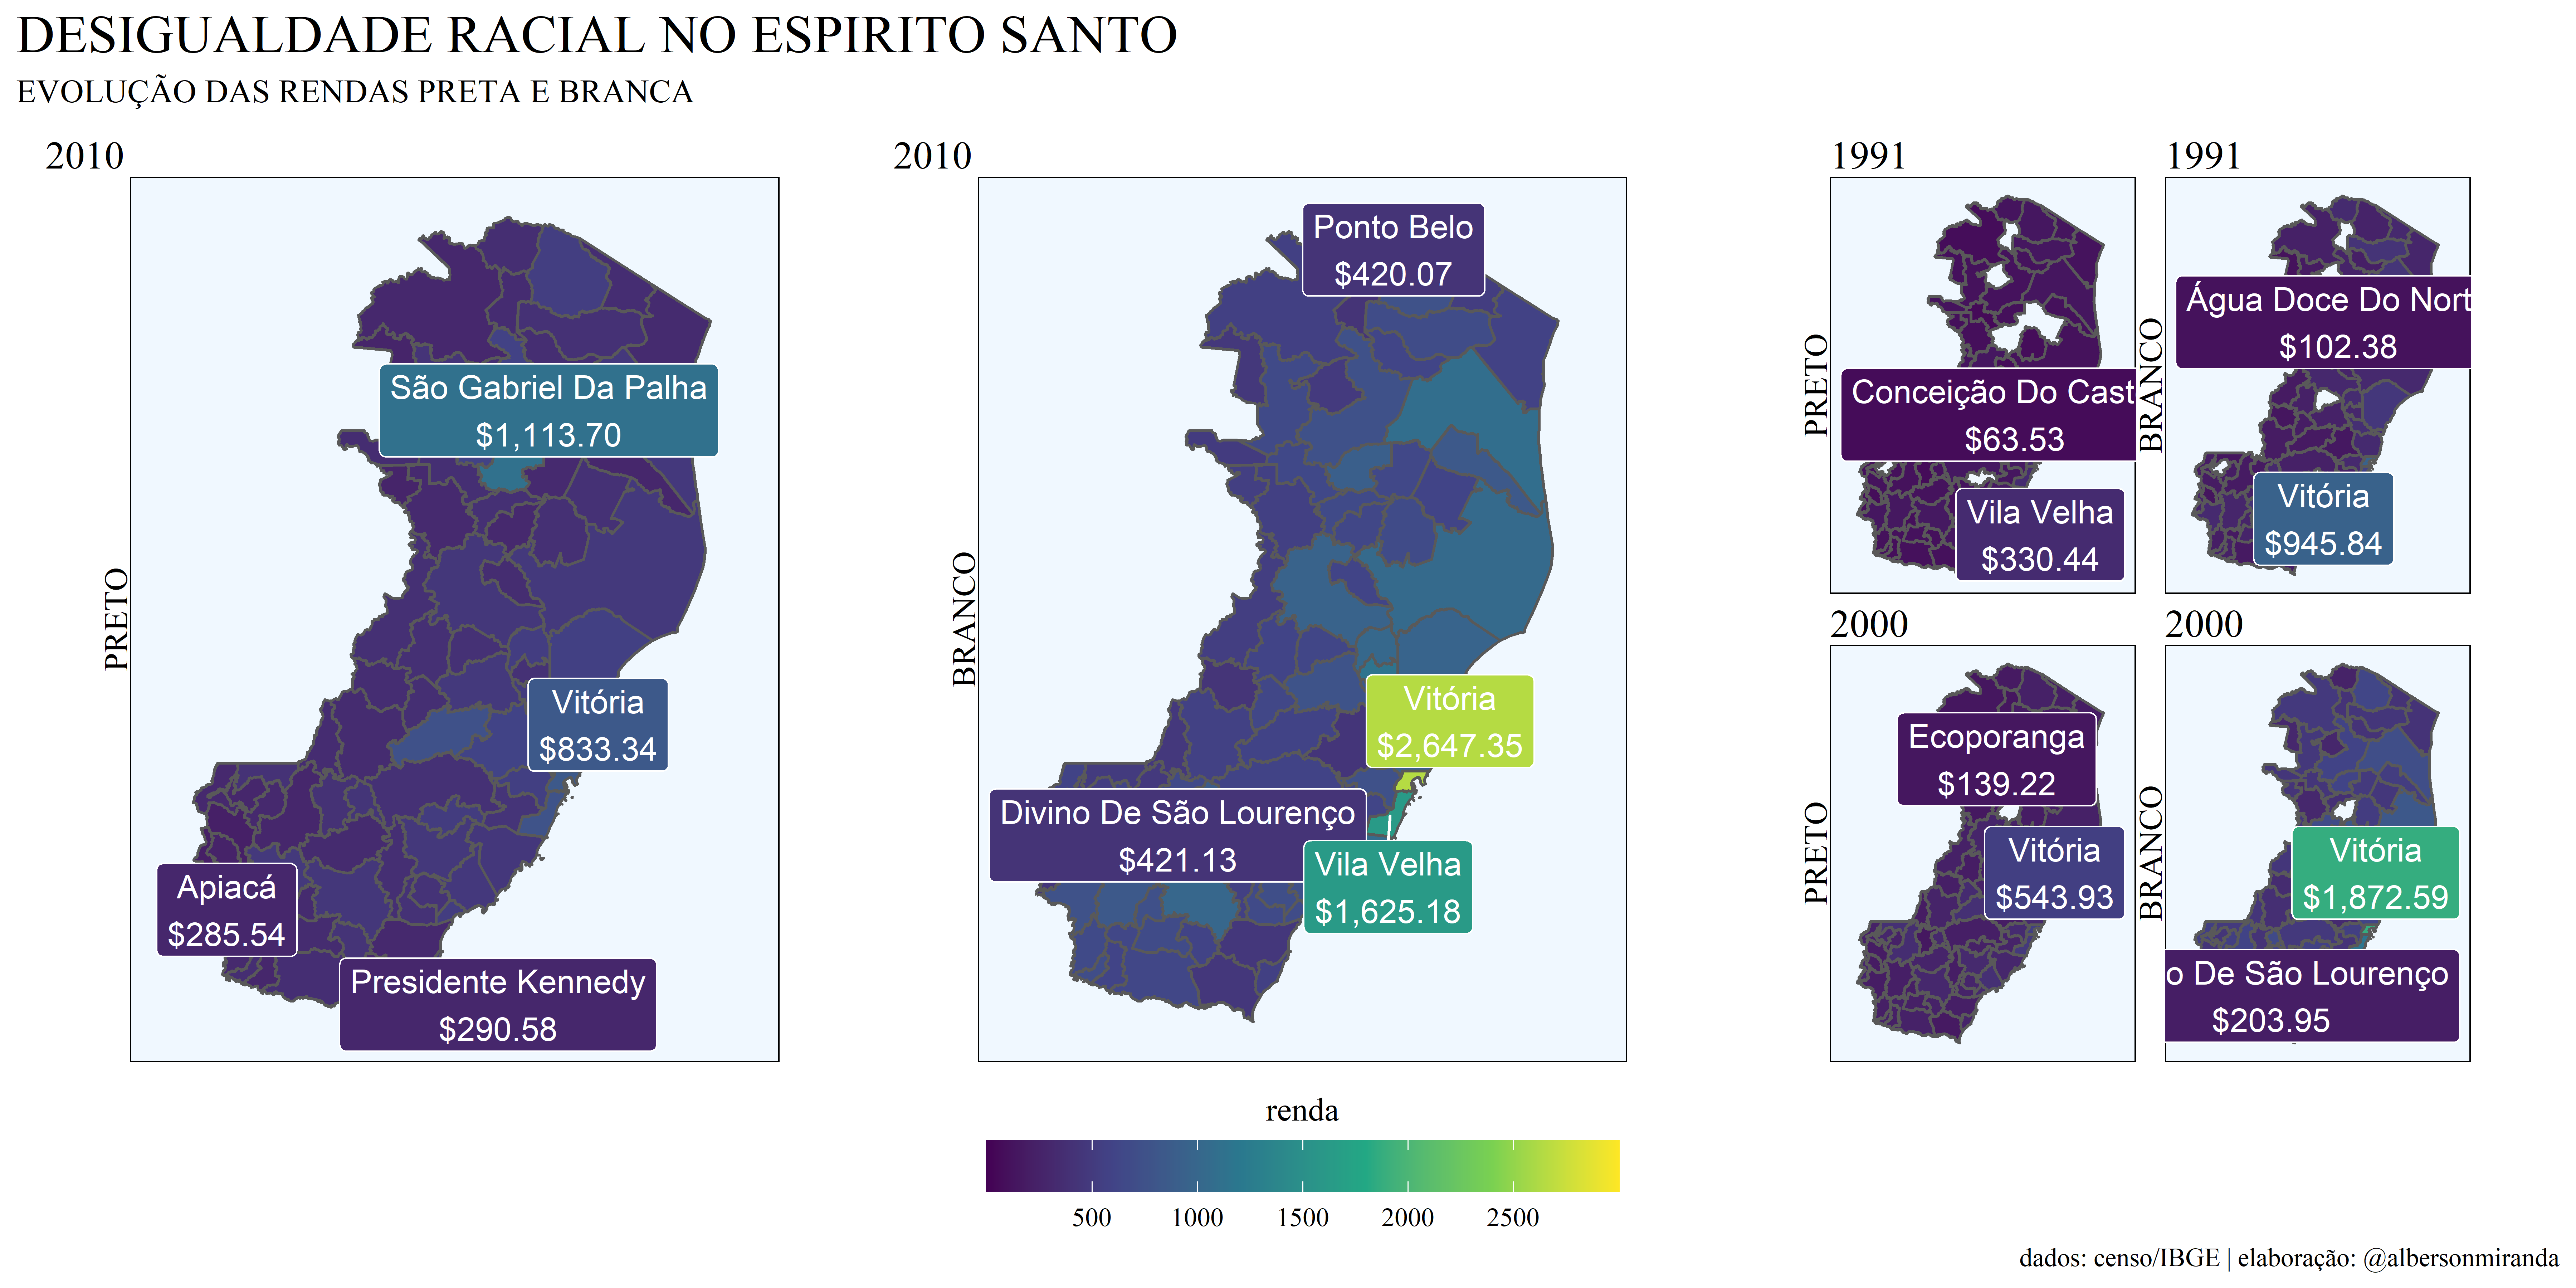 DESIGUALDADE RACIAL NO ESPIRITO SANTO
EVOLUÇÃO DAS RENDAS PRETA E BRANCA
2010
PRETO
São Gabriel Da Palha
$1,113.70
Vitória
$833.34
Apiacá
$285.54
Presidente Kennedy
$290.58
2010
BRANCO
Ponto Belo
$420.07
Vitória
$2,647.35
Divino De São Lourenço
$421.13
Vila Velha
$1,625.18
1991
PRETO
Conceição Do Cast
$63.53
Vila Velha
$330.44
1991
BRANCO
Água Doce Do Nort
$102.38
Vitória
$945.84
2000
PRETO
Ecoporanga
$139.22
Vitória
$543.93
2000
BRANCO
Vitória
$1,872.59
o De São Lourenço
$203.95
renda
500 1000 1500 2000 2500
dados: censo/IBGE | elaboração: @albersonmiranda